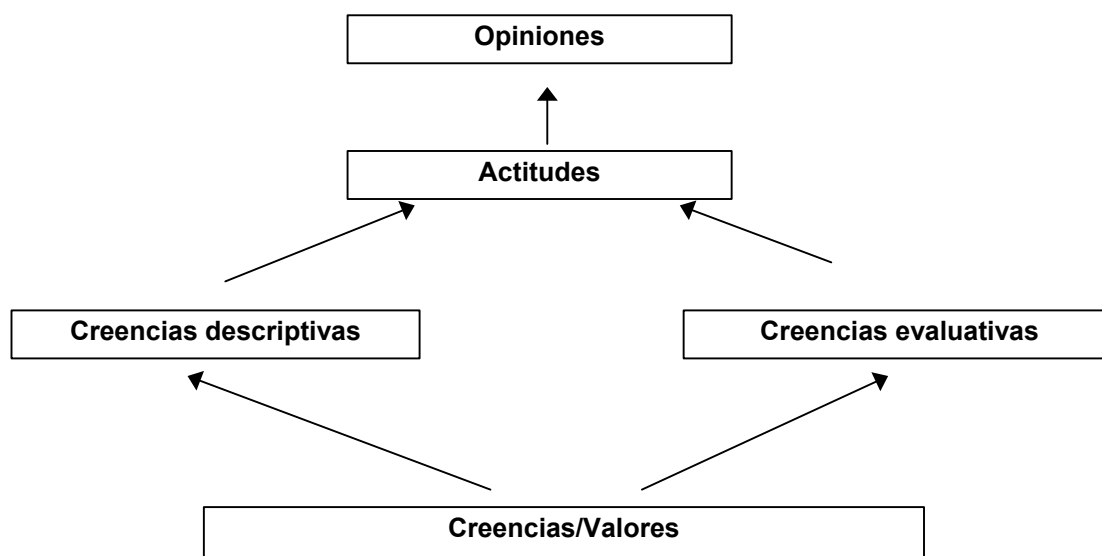 Opiniones
Actitudes
Creencias descriptivas
Creencias evaluativas
Creencias/Valores